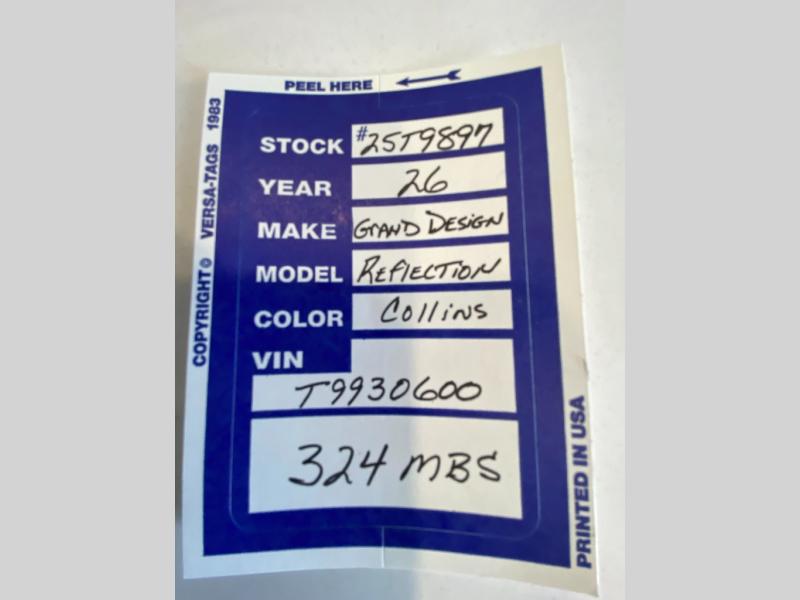 PEEL HERE
STOCK #25T9897
YEAR 26
MAKE GRAND DESIGN
MODEL REFLECTION
COLOR Collins
VIN
T9930600
324 MBS
COPYRIGHT © VERSA-TAGS 1983
PRINTED IN USA